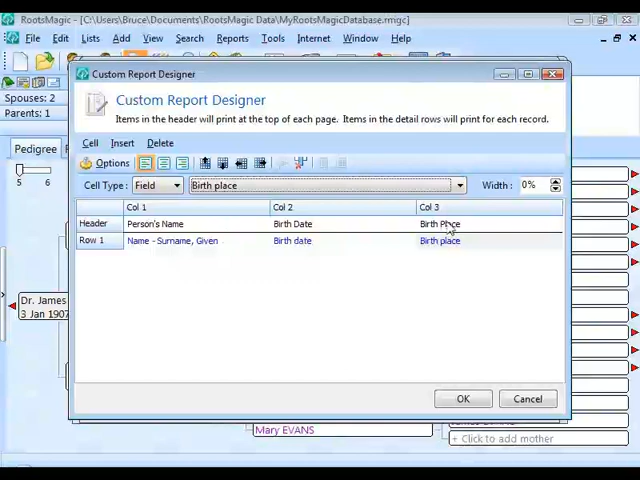 RootsMagic - [C:\Users\Bruce\Documents\RootsMagic Data\MyRootsMagicDatabase.rmgc]
File Edit Lists Add View Search Reports Tools Internet Window Help
Spouses: 2
Parents: 1
Pedigree
5 6
Dr. James
3 Jan 1907
Custom Report Designer
Custom Report Designer
Items in the header will print at the top of each page. Items in the detail rows will print for each record.
Cell Insert Delete
Options
Cell Type : Field Birth place Width : 0%
Col 1 Col 2 Col 3
Header Person's Name Birth Date Birth Place
Row 1 Name - Surname, Given Birth date Birth place
OK Cancel
Mary EVANS
+ Click to add mother